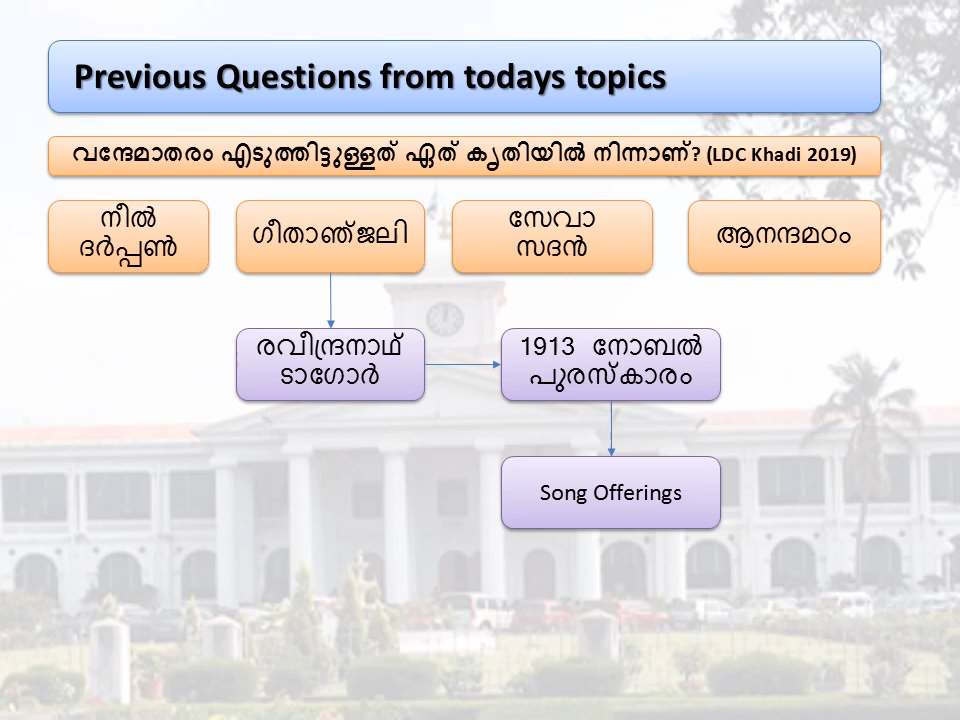 Previous Questions from todays topics
വന്ദേമാതരം എടുത്തിട്ടുള്ളത് ഏത് കൃതിയിൽ നിന്നാണ്? (LDC Khadi 2019)
നീൽ
ദർപ്പൺ
ഗീതാഞ്ജലി
സേവാ
സദൻ
ആനന്ദമഠം
രവീന്ദ്രനാഥ്
ടാഗോർ
1913 നോബൽ
പുരസ്കാരം
Song Offerings